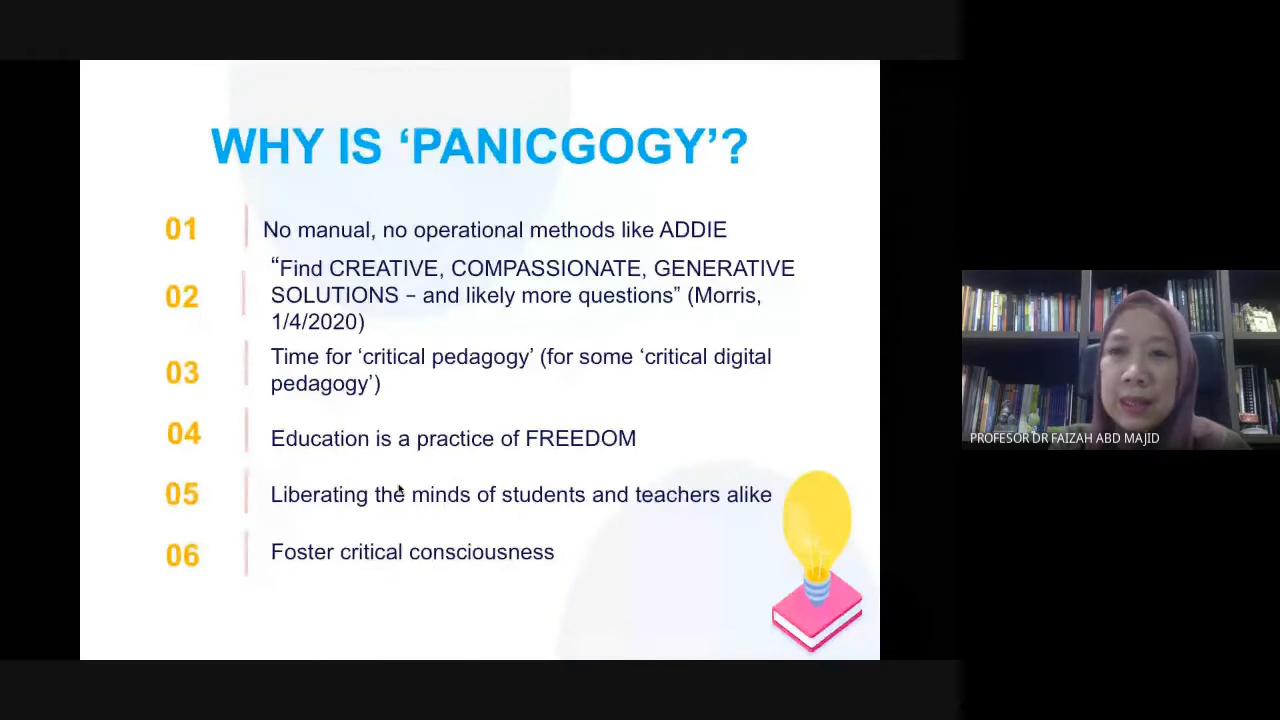 WHY IS ‘PANICGOGY’?
01
No manual, no operational methods like ADDIE
02
“Find CREATIVE, COMPASSIONATE, GENERATIVE
SOLUTIONS – and likely more questions” (Morris,
1/4/2020)
03
Time for ‘critical pedagogy’ (for some ‘critical digital
pedagogy’)
04
Education is a practice of FREEDOM
05
Liberating the minds of students and teachers alike
06
Foster critical consciousness
PROFESOR DR FAIZAH ABD MAJID